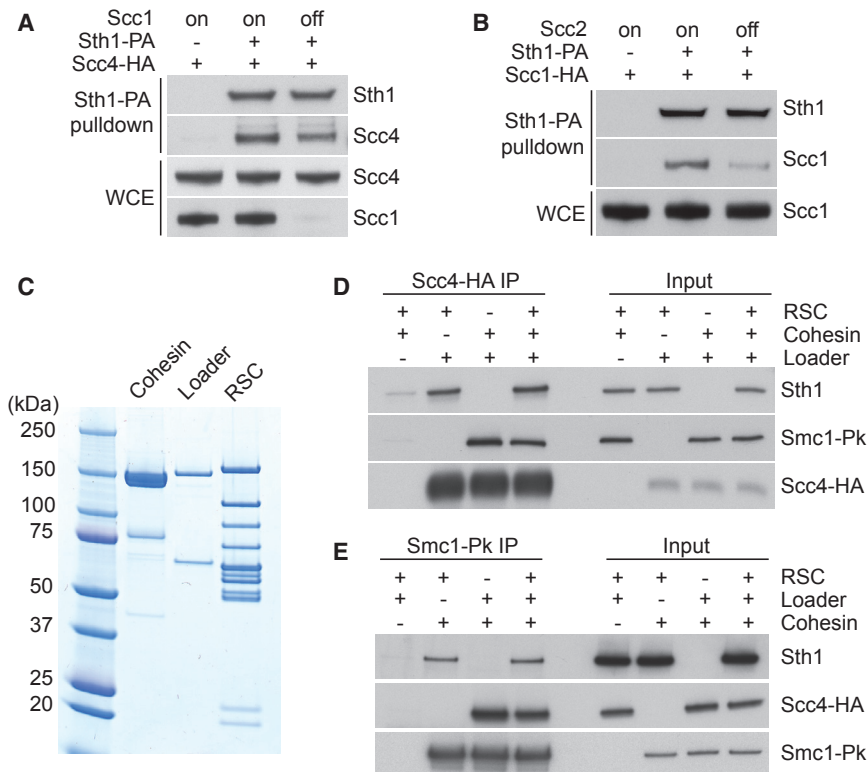 A
Scc1 on on off
Sth1-PA - + +
Scc4-HA + + +
Sth1-PA pulldown
Sth1
Scc4
WCE
Scc4
Scc1
B
Scc2 on on off
Sth1-PA - + +
Scc1-HA + + +
Sth1-PA pulldown
Sth1
Scc1
WCE
Scc1
C
Cohesin Loader RSC
(kDa)
250
150
100
75
50
37
25
20
D
Scc4-HA IP Input
+ + - + + + - + RSC
+ - + + + - + + Cohesin
- + + + - + + + Loader
Sth1
Smc1-Pk
Scc4-HA
E
Smc1-Pk IP Input
+ + - + + + - + RSC
+ - + + + - + + Loader
- + + + - + + + Cohesin
Sth1
Scc4-HA
Smc1-Pk